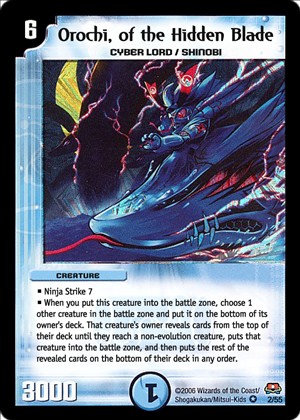 6 Orochi, of the Hidden Blade
CYBER LORD / SHINOBI
CREATURE
■ Ninja Strike 7
■ When you put this creature into the battle zone, choose 1
other creature in the battle zone and put it on the bottom of its
owner's deck. That creature's owner reveals cards from the top of
their deck until they reach a non-evolution creature, puts that
creature into the battle zone, and then puts the rest of the
revealed cards on the bottom of their deck in any order.
3000
©2006 Wizards of the Coast/
Shogakukan/Mitsui-Kids 2/55